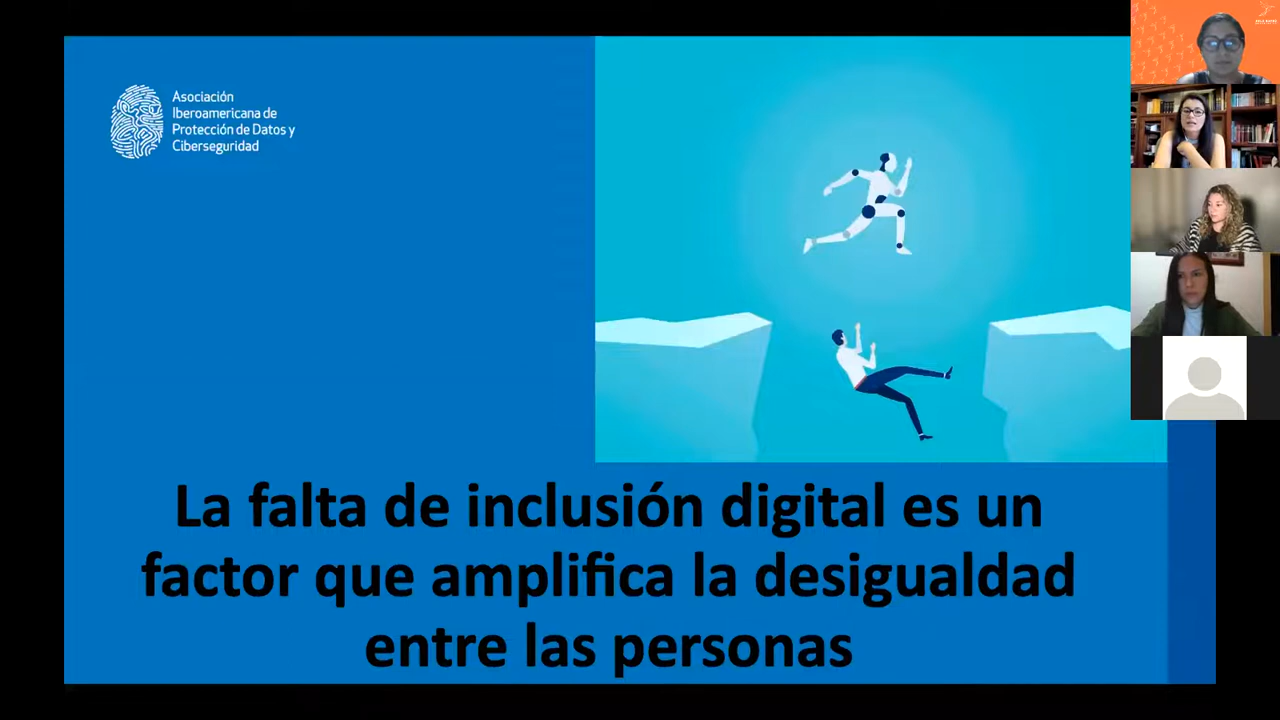 Asociación
Iberoamericana de
Protección de Datos y
Ciberseguridad
La falta de inclusión digital es un
factor que amplifica la desigualdad
entre las personas